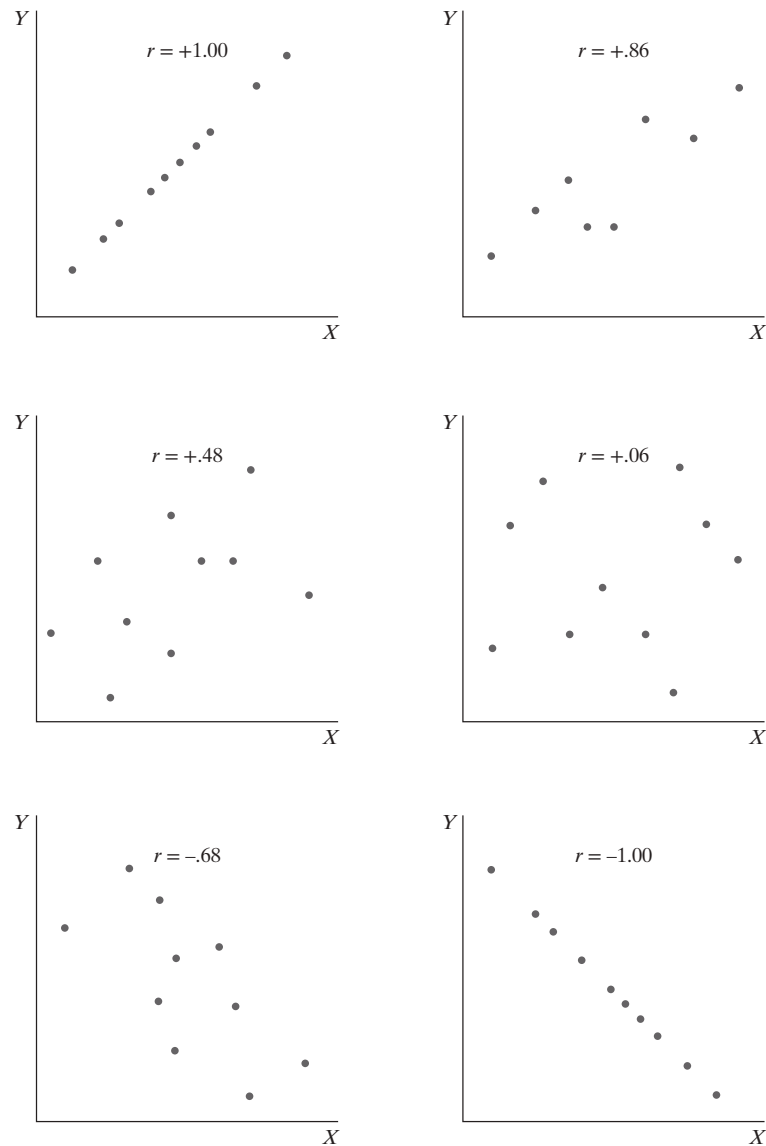 Y
r = +1.00
X
Y
r = +.86
X
Y
r = +.48
X
Y
r = +.06
X
Y
r = –.68
X
Y
r = –1.00
X